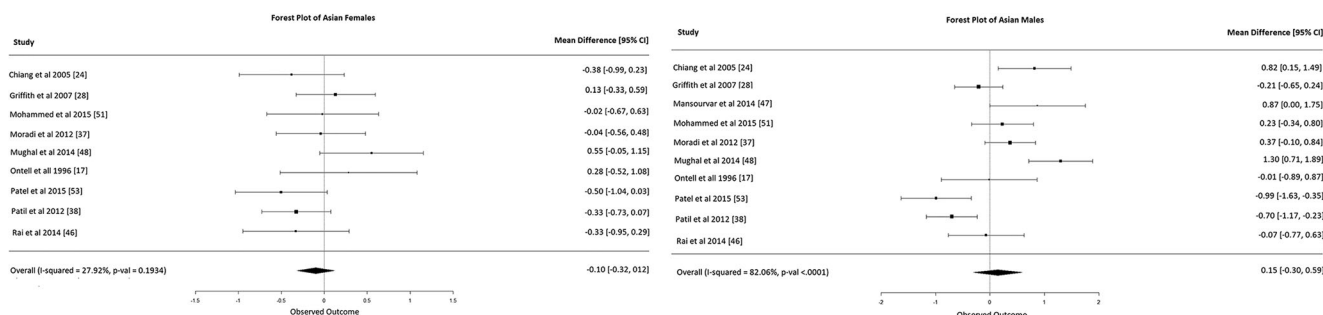 Forest Plot of Asian Females
Study Mean Difference [95% CI]
Chiang et al 2005 [24] -0.38 [-0.99, 0.23]
Griffith et al 2007 [28] 0.13 [-0.33, 0.59]
Mohammed et al 2015 [51] -0.02 [-0.67, 0.63]
Moradi et al 2012 [37] -0.04 [-0.56, 0.48]
Mughal et al 2014 [48] 0.55 [-0.05, 1.15]
Ontell et all 1996 [17] 0.28 [-0.52, 1.08]
Patel et al 2015 [53] -0.50 [-1.04, 0.03]
Patil et al 2012 [38] -0.33 [-0.73, 0.07]
Rai et al 2014 [46] -0.33 [-0.95, 0.29]
Overall (I-squared = 27.92%, p-val = 0.1934) -0.10 [-0.32, 012]
-1.5 -1 -0.5 0 0.5 1 1.5
Observed Outcome
Forest Plot of Asian Males
Study Mean Difference [95% CI]
Chiang et al 2005 [24] 0.82 [0.15, 1.49]
Griffith et al 2007 [28] -0.21 [-0.65, 0.24]
Mansourvar et al 2014 [47] 0.87 [0.00, 1.75]
Mohammed et al 2015 [51] 0.23 [-0.34, 0.80]
Moradi et al 2012 [37] 0.37 [-0.10, 0.84]
Mughal et al 2014 [48] 1.30 [0.71, 1.89]
Ontell et all 1996 [17] -0.01 [-0.89, 0.87]
Patel et al 2015 [53] -0.99 [-1.63, -0.35]
Patil et al 2012 [38] -0.70 [-1.17, -0.23]
Rai et al 2014 [46] -0.07 [-0.77, 0.63]
Overall (I-squared = 82.06%, p-val <.0001) 0.15 [-0.30, 0.59]
-2 -1 0 1 2
Observed Outcome